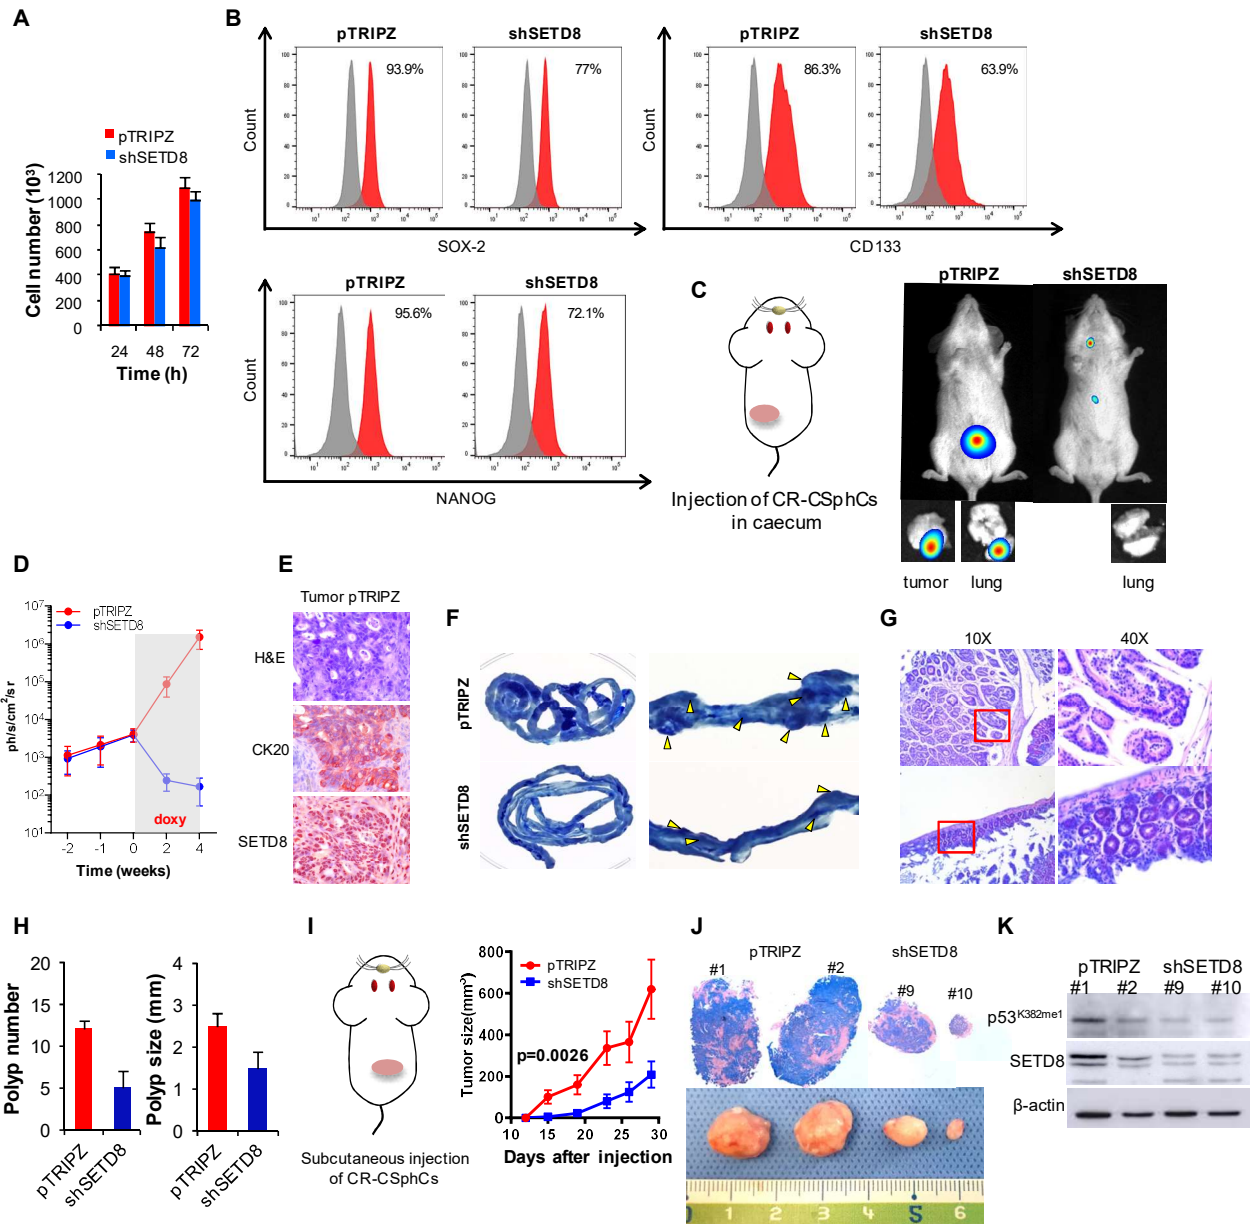 A
pTRIPZ
shSETD8
Cell number (10³)
1200
1000
800
600
400
200
0
24 48 72
Time (h)
B
pTRIPZ shSETD8
93.9% 77%
Count
SOX-2
pTRIPZ shSETD8
86.3% 63.9%
Count
CD133
pTRIPZ shSETD8
95.6% 72.1%
Count
NANOG
C
Injection of CR-CSphCs
in caecum
pTRIPZ shSETD8
tumor lung lung
D
pTRIPZ
shSETD8
ph/s/cm²/sr
10⁷
10⁶
10⁵
10⁴
10³
10²
10¹
doxy
-2 -1 0 2 4
Time (weeks)
E
Tumor pTRIPZ
H&E
CK20
SETD8
F
pTRIPZ
shSETD8
G
10X 40X
H
Polyp number
20
15
10
5
0
pTRIPZ
shSETD8
Polyp size (mm)
4
3
2
1
0
pTRIPZ
shSETD8
I
Subcutaneous injection
of CR-CSphCs
Tumor size(mm³)
800
600
400
200
0
pTRIPZ
shSETD8
p=0.0026
10 15 20 25 30
Days after injection
J
pTRIPZ shSETD8
#1 #2 #9 #10
1 2 3 4 5 6
K
pTRIPZ shSETD8
#1 #2 #9 #10
p53K382me1
SETD8
β-actin